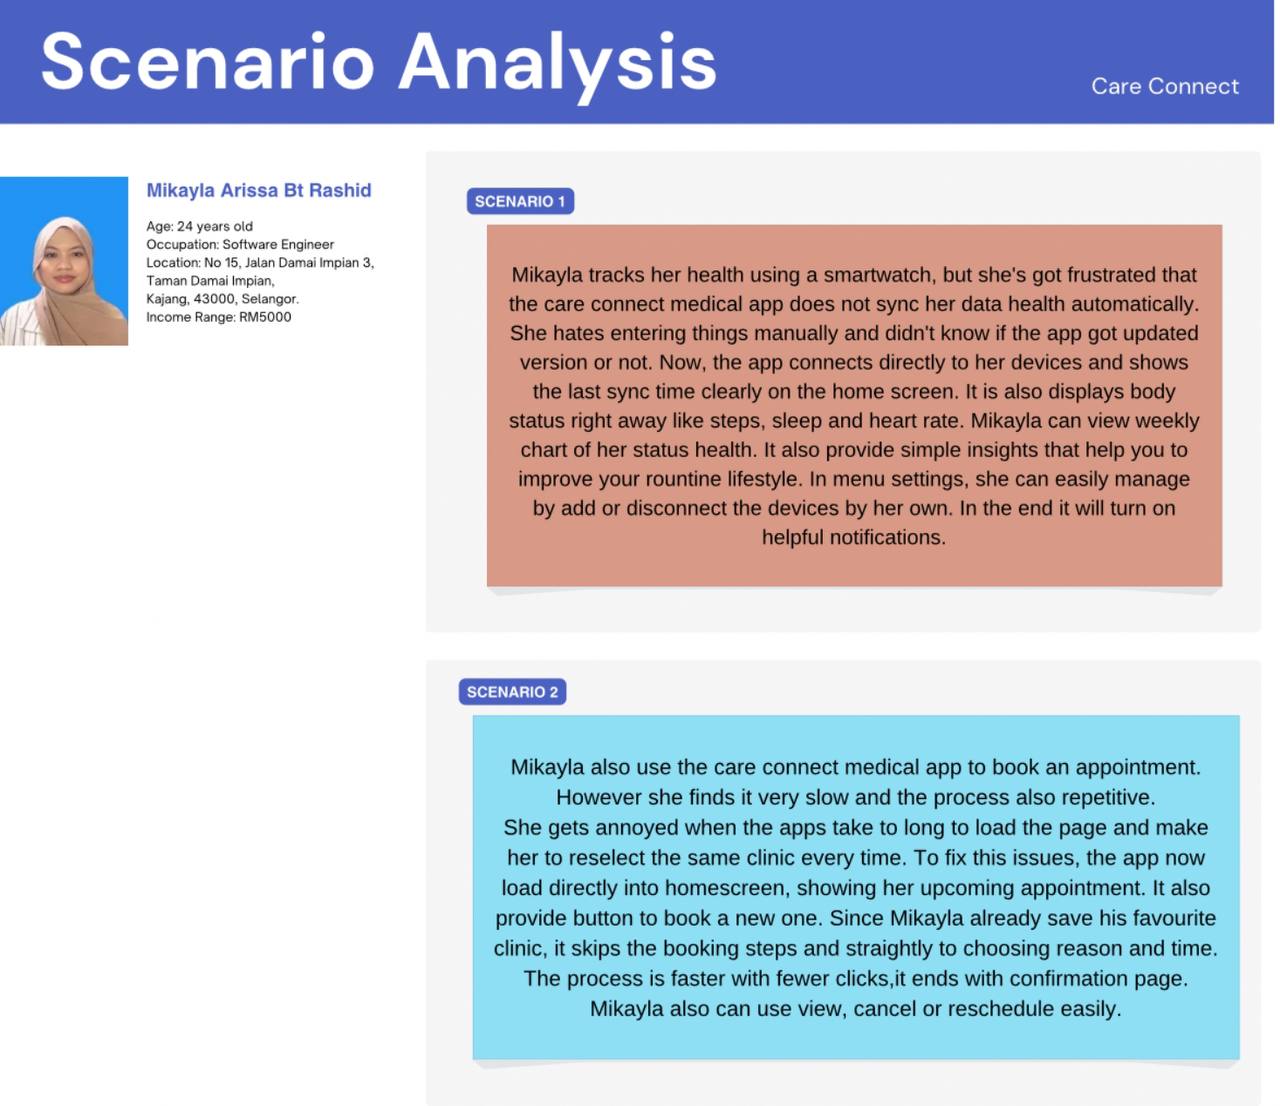 Scenario Analysis
Care Connect
Mikayla Arissa Bt Rashid
Age: 24 years old
Occupation: Software Engineer
Location: No 15, Jalan Damai Impian 3,
Taman Damai Impian,
Kajang, 43000, Selangor.
Income Range: RM5000
SCENARIO 1
Mikayla tracks her health using a smartwatch, but she's got frustrated that
the care connect medical app does not sync her data health automatically.
She hates entering things manually and didn't know if the app got updated
version or not. Now, the app connects directly to her devices and shows
the last sync time clearly on the home screen. It is also displays body
status right away like steps, sleep and heart rate. Mikayla can view weekly
chart of her status health. It also provide simple insights that help you to
improve your rountine lifestyle. In menu settings, she can easily manage
by add or disconnect the devices by her own. In the end it will turn on
helpful notifications.
SCENARIO 2
Mikayla also use the care connect medical app to book an appointment.
However she finds it very slow and the process also repetitive.
She gets annoyed when the apps take to long to load the page and make
her to reselect the same clinic every time. To fix this issues, the app now
load directly into homescreen, showing her upcoming appointment. It also
provide button to book a new one. Since Mikayla already save his favourite
clinic, it skips the booking steps and straightly to choosing reason and time.
The process is faster with fewer clicks,it ends with confirmation page.
Mikayla also can use view, cancel or reschedule easily.